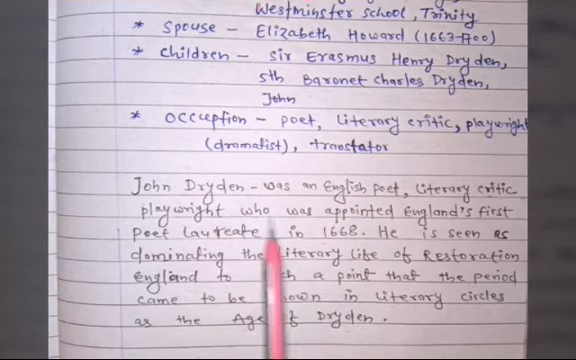 Westminster school, Trinity
* Spouse - Elizabeth Howard (1663-1700)
* Children - Sir Erasmus Henry Dryden,
5th Baronet Charles Dryden,
John
* Occuption - poet, literary critic, playwright
(dramatist), translator
John Dryden - was an English poet, literary critic
playwright who was appointed England's first
Poet laureate in 1668. He is seen as
dominating the literary life of Restoration
England to a point that the period
came to be in literary circles
as the Age of Dryden.